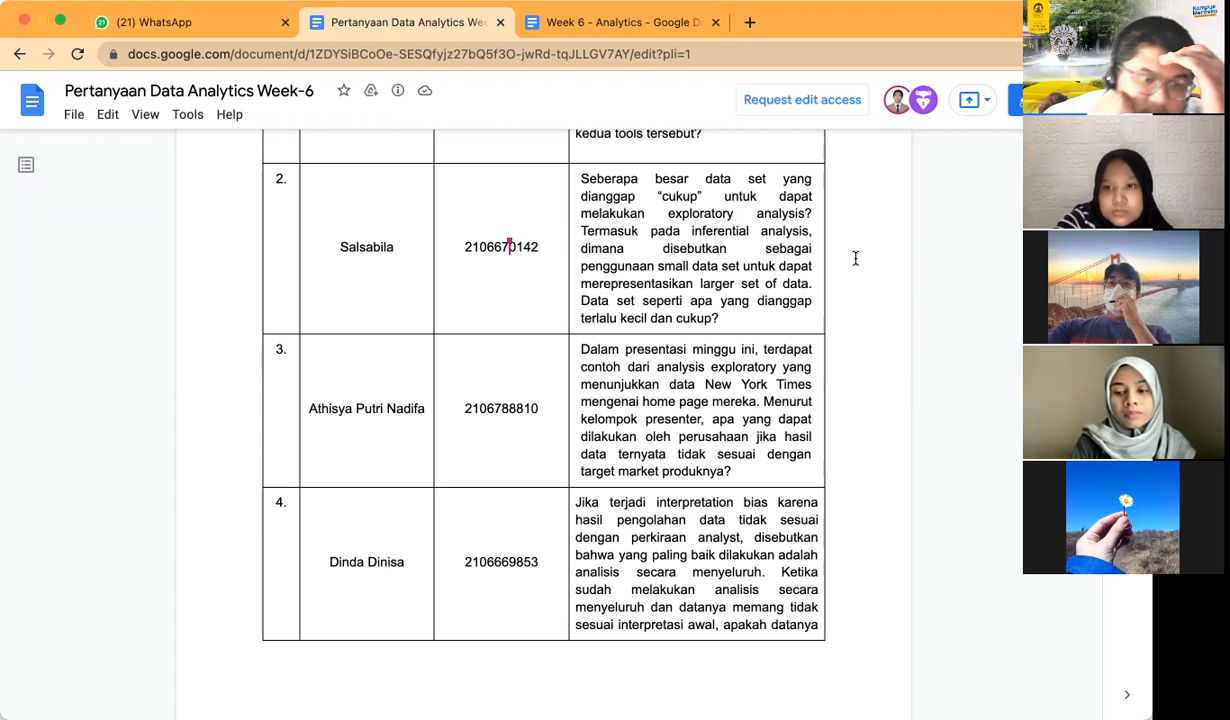 (21) WhatsApp
Pertanyaan Data Analytics Wee
Week 6 - Analytics - Google D
docs.google.com/document/d/1ZDYSiBCoOe-SESQfyjz27bQ5f3O-jwRd-tqJLLGV7AY/edit?pli=1
Pertanyaan Data Analytics Week-6
File Edit View Tools Help
Request edit access
kedua tools tersebut?
2.
Salsabila
2106670142
Seberapa besar data set yang
dianggap “cukup” untuk dapat
melakukan exploratory analysis?
Termasuk pada inferential analysis,
dimana disebutkan sebagai
penggunaan small data set untuk dapat
merepresentasikan larger set of data.
Data set seperti apa yang dianggap
terlalu kecil dan cukup?
3.
Athisya Putri Nadifa
2106788810
Dalam presentasi minggu ini, terdapat
contoh dari analysis exploratory yang
menunjukkan data New York Times
mengenai home page mereka. Menurut
kelompok presenter, apa yang dapat
dilakukan oleh perusahaan jika hasil
data ternyata tidak sesuai dengan
target market produknya?
4.
Dinda Dinisa
2106669853
Jika terjadi interpretation bias karena
hasil pengolahan data tidak sesuai
dengan perkiraan analyst, disebutkan
bahwa yang paling baik dilakukan adalah
analisis secara menyeluruh. Ketika
sudah melakukan analisis secara
menyeluruh dan datanya memang tidak
sesuai interpretasi awal, apakah datanya
Kampus
Merdeka